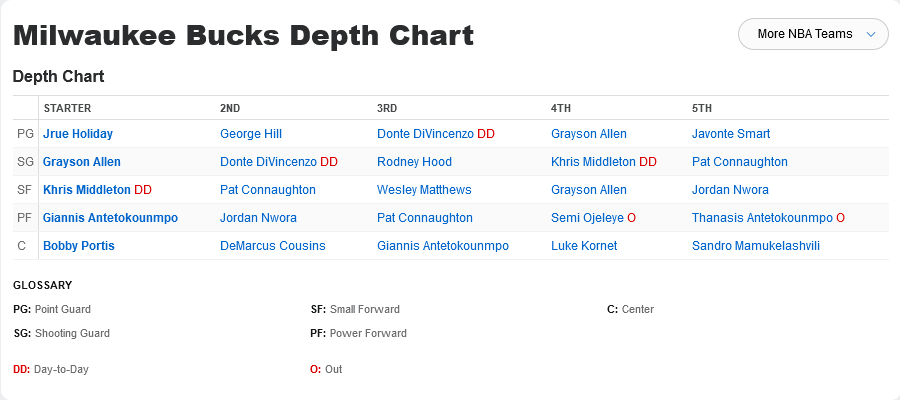 Milwaukee Bucks Depth Chart
More NBA Teams
Depth Chart
STARTER 2ND 3RD 4TH 5TH
PG Jrue Holiday George Hill Donte DiVincenzo DD Grayson Allen Javonte Smart
SG Grayson Allen Donte DiVincenzo DD Rodney Hood Khris Middleton DD Pat Connaughton
SF Khris Middleton DD Pat Connaughton Wesley Matthews Grayson Allen Jordan Nwora
PF Giannis Antetokounmpo Jordan Nwora Pat Connaughton Semi Ojeleye O Thanasis Antetokounmpo O
C Bobby Portis DeMarcus Cousins Giannis Antetokounmpo Luke Kornet Sandro Mamukelashvili
GLOSSARY
PG: Point Guard SF: Small Forward C: Center
SG: Shooting Guard PF: Power Forward
DD: Day-to-Day O: Out